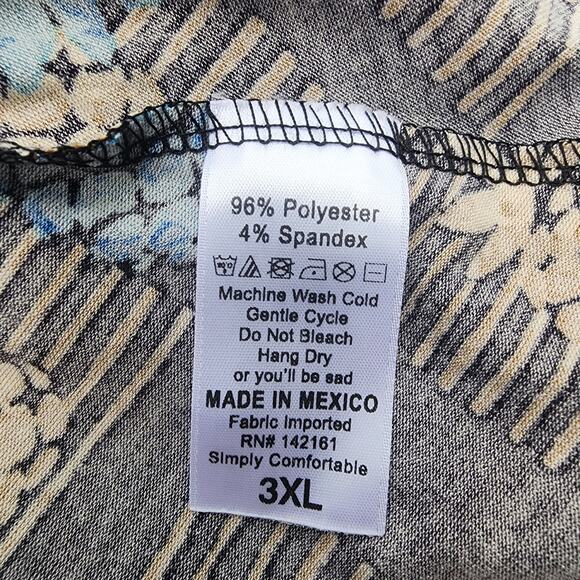 96% Polyester
4% Spandex
Machine Wash Cold
Gentle Cycle
Do Not Bleach
Hang Dry
or you'll be sad
MADE IN MEXICO
Fabric Imported
RN# 142161
Simply Comfortable
3XL